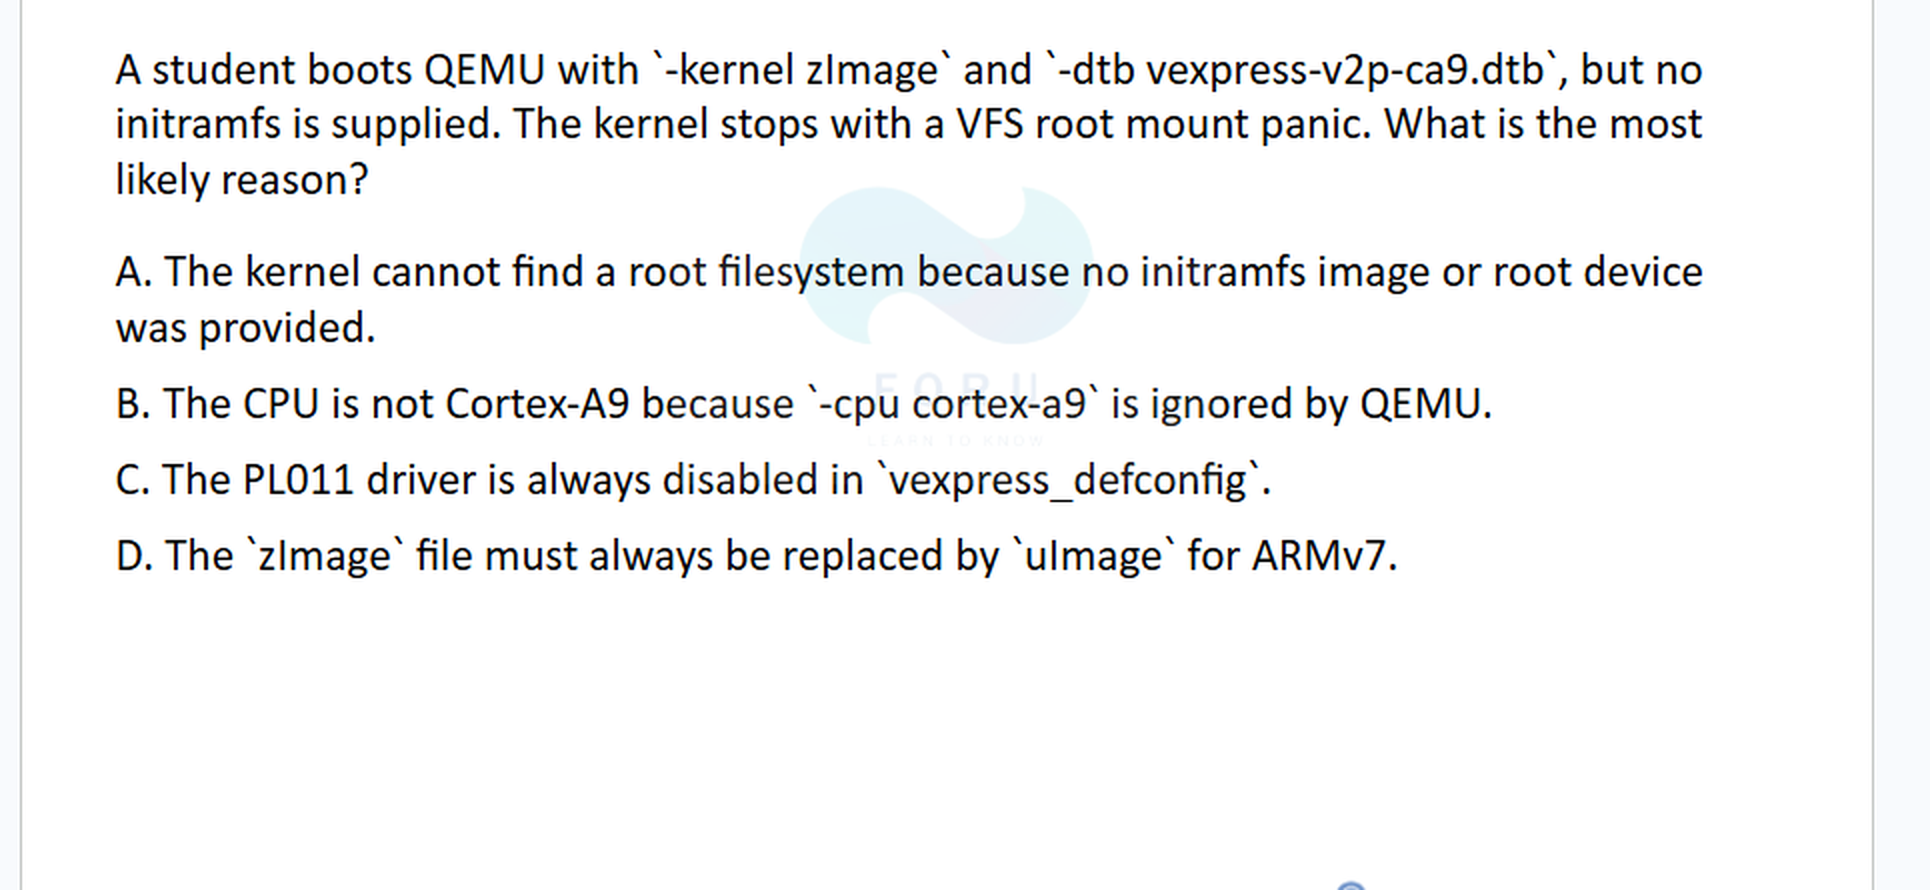 A student boots QEMU with `-kernel zImage` and `-dtb vexpress-v2p-ca9.dtb`, but no
initramfs is supplied. The kernel stops with a VFS root mount panic. What is the most
likely reason?
A. The kernel cannot find a root filesystem because no initramfs image or root device
was provided.
FORU
B. The CPU is not Cortex-A9 because `-cpu cortex-a9` is ignored by QEMU.
LEARN TO KNOW
C. The PL011 driver is always disabled in `vexpress_defconfig`.
D. The `zImage` file must always be replaced by `uImage` for ARMv7.